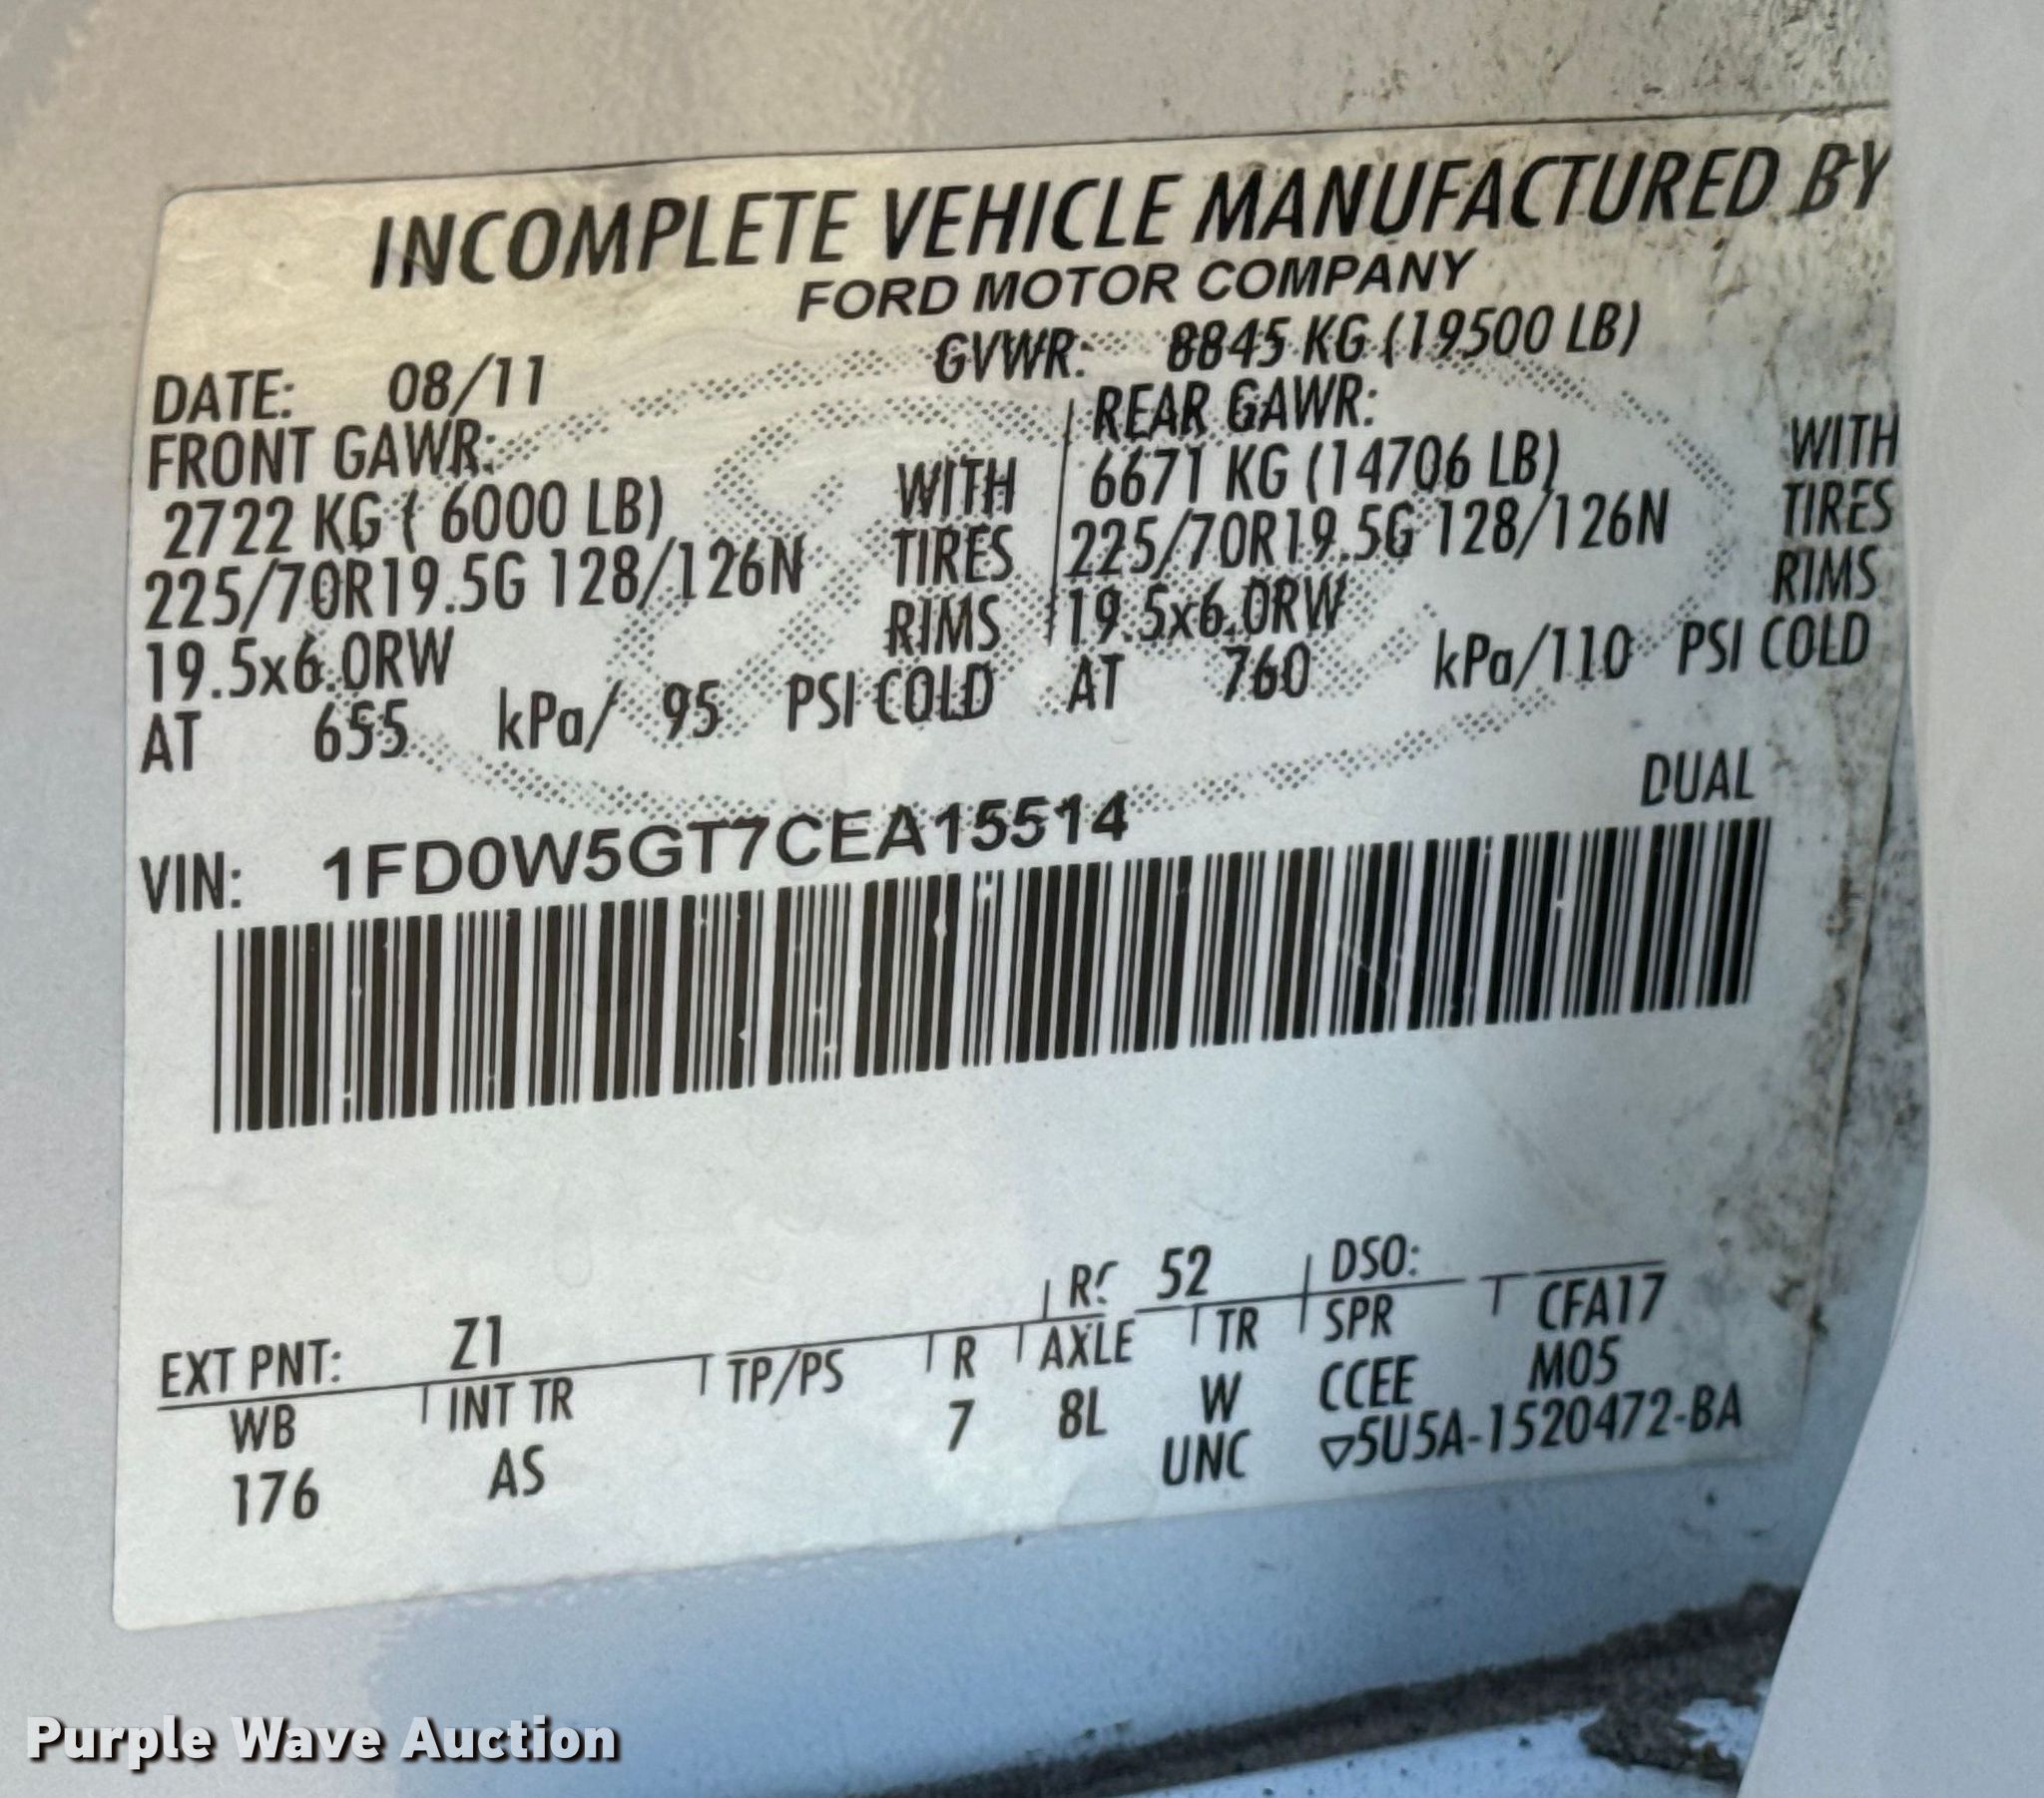 INCOMPLETE VEHICLE MANUFACTURED BY
FORD MOTOR COMPANY
DATE: 08/11 GVWR: 8845 KG (19500 LB)
FRONT GAWR: REAR GAWR:
2722 KG ( 6000 LB) WITH 6671 KG (14706 LB) WITH
225/70R19.5G 128/126N TIRES 225/70R19.5G 128/126N TIRES
19.5x6.0RW RIMS 19.5x6.0RW RIMS
AT 655 kPa/ 95 PSI COLD AT 760 kPa/110 PSI COLD
DUAL
VIN: 1FD0W5GT7CEA15514
EXT PNT: Z1 52 DSO:
WB INT TR TP/PS R AXLE TR SPR CFA17
176 AS 7 8L W CCEE M05
UNC ▽5U5A-1520472-BA
Purple Wave Auction